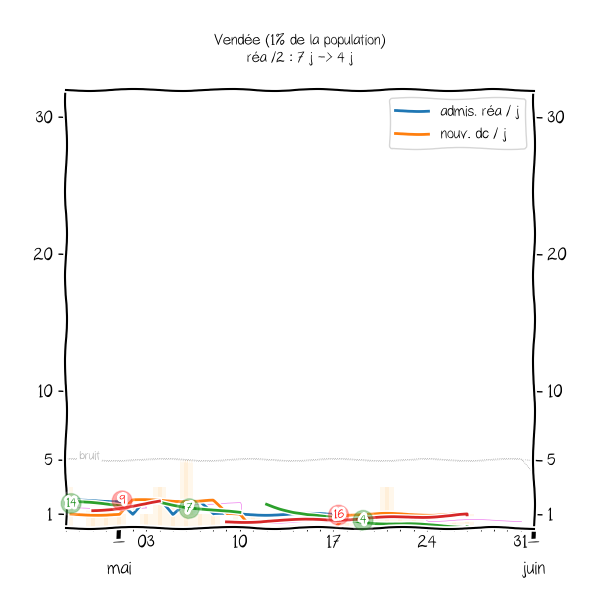 Vendée (1% de la population)
réa /2 : 7 j -> 4 j
admis. réa / j
nouv. dc / j
30 30
20 20
10 10
5 bruit 5
14 9 7 16 4
1 1
03 10 17 24 31
mai juin